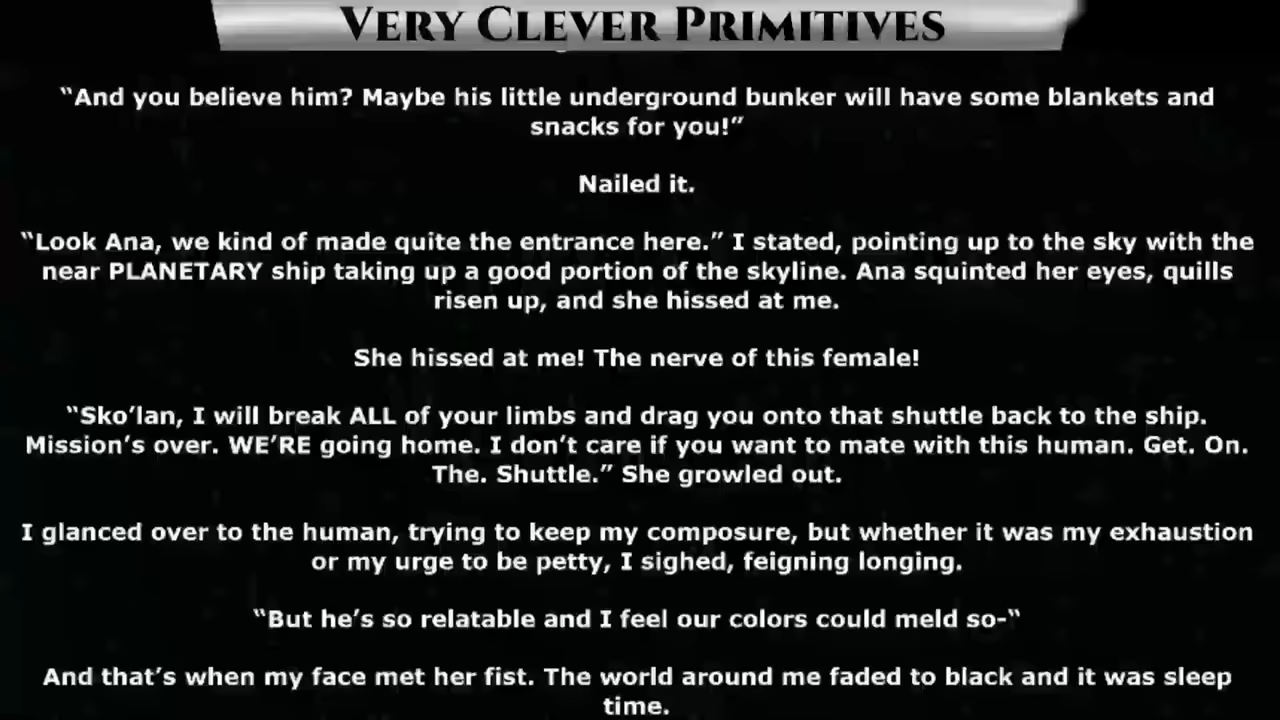 VERY CLEVER PRIMITIVES
“And you believe him? Maybe his little underground bunker will have some blankets and
snacks for you!”
Nailed it.
“Look Ana, we kind of made quite the entrance here.” I stated, pointing up to the sky with the
near PLANETARY ship taking up a good portion of the skyline. Ana squinted her eyes, quills
risen up, and she hissed at me.
She hissed at me! The nerve of this female!
“Sko’lan, I will break ALL of your limbs and drag you onto that shuttle back to the ship.
Mission’s over. WE’RE going home. I don’t care if you want to mate with this human. Get. On.
The. Shuttle.” She growled out.
I glanced over to the human, trying to keep my composure, but whether it was my exhaustion
or my urge to be petty, I sighed, feigning longing.
“But he’s so relatable and I feel our colors could meld so-“
And that’s when my face met her fist. The world around me faded to black and it was sleep
time.